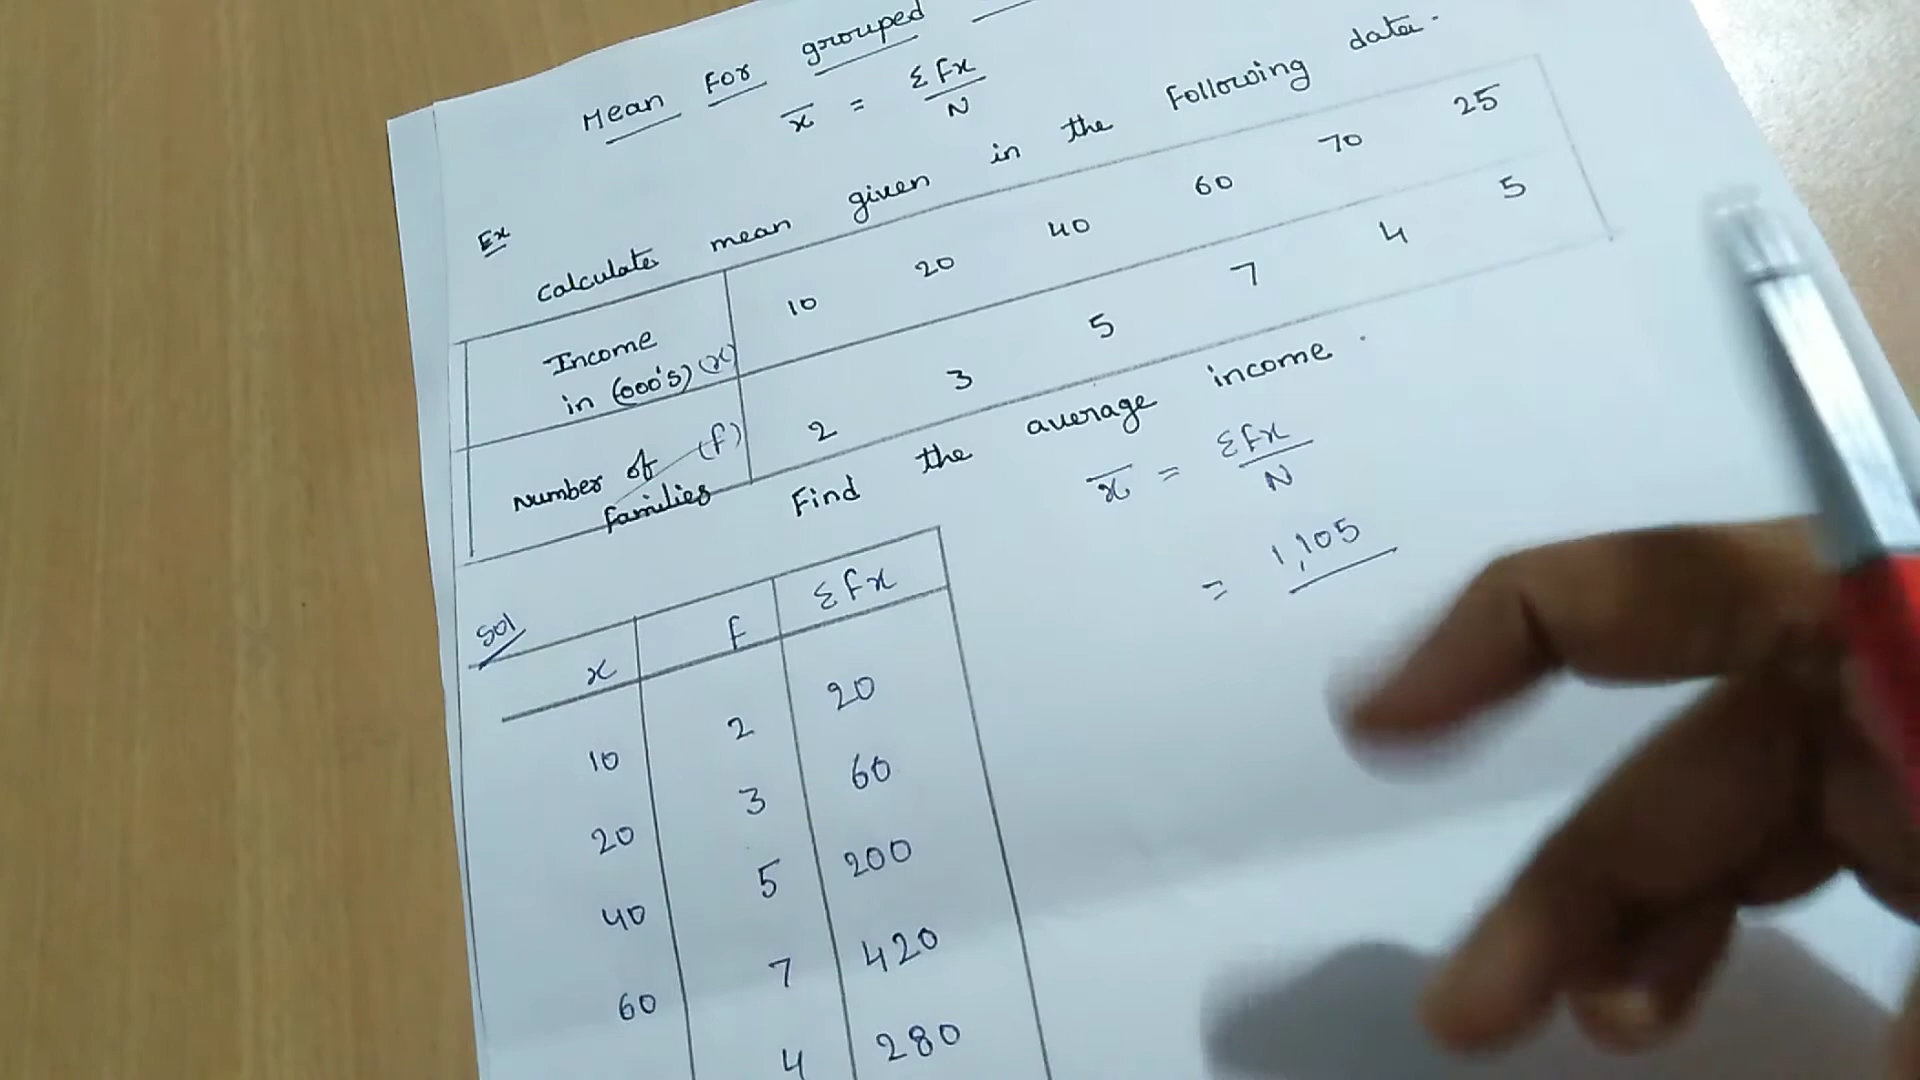 Mean For grouped
x̄ = ΣFx / N
Ex
Calculate mean given in the Following data.
Income in (000's) (x) 10 20 40 60 70 25
Number of families (f) 2 3 5 7 4 5
Find the average income.
x̄ = Σfx / N
= 1,105
Sol
x f ΣFx
10 2 20
20 3 60
40 5 200
60 7 420
4 280